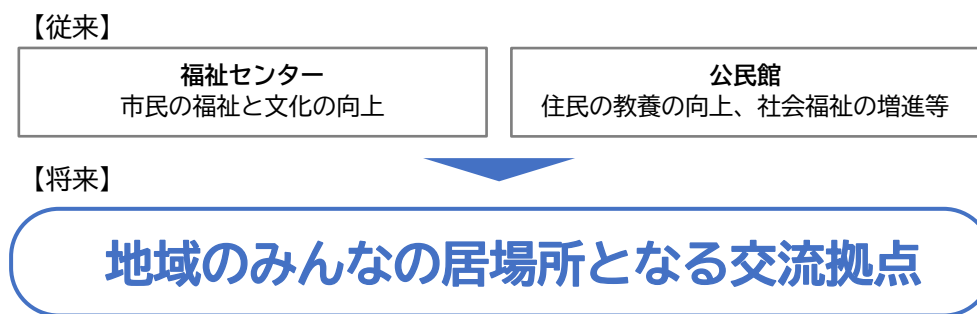 【従来】
福祉センター
市民の福祉と文化の向上
公民館
住民の教養の向上、社会福祉の増進等
【将来】
地域のみんなの居場所となる交流拠点